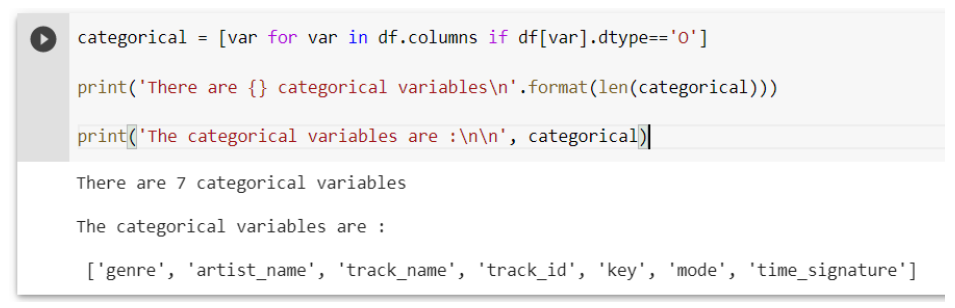 categorical = [var for var in df.columns if df[var].dtype=='O']
print('There are {} categorical variables\n'.format(len(categorical)))
print('The categorical variables are :\n\n', categorical)
There are 7 categorical variables
The categorical variables are :
['genre', 'artist_name', 'track_name', 'track_id', 'key', 'mode', 'time_signature']